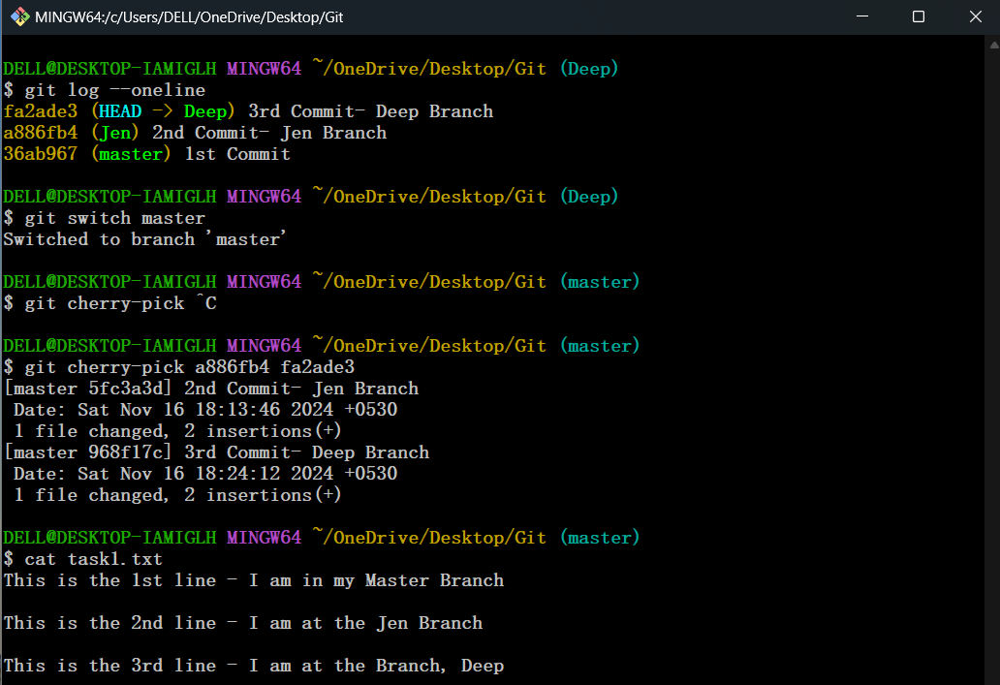 MINGW64:/c/Users/DELL/OneDrive/Desktop/Git
DELL@DESKTOP-IAMIGLH MINGW64 ~/OneDrive/Desktop/Git (Deep)
$ git log --oneline
fa2ade3 (HEAD -> Deep) 3rd Commit- Deep Branch
a886fb4 (Jen) 2nd Commit- Jen Branch
36ab967 (master) 1st Commit
DELL@DESKTOP-IAMIGLH MINGW64 ~/OneDrive/Desktop/Git (Deep)
$ git switch master
Switched to branch 'master'
DELL@DESKTOP-IAMIGLH MINGW64 ~/OneDrive/Desktop/Git (master)
$ git cherry-pick ^C
DELL@DESKTOP-IAMIGLH MINGW64 ~/OneDrive/Desktop/Git (master)
$ git cherry-pick a886fb4 fa2ade3
[master 5fc3a3d] 2nd Commit- Jen Branch
Date: Sat Nov 16 18:13:46 2024 +0530
1 file changed, 2 insertions(+)
[master 968f17c] 3rd Commit- Deep Branch
Date: Sat Nov 16 18:24:12 2024 +0530
1 file changed, 2 insertions(+)
DELL@DESKTOP-IAMIGLH MINGW64 ~/OneDrive/Desktop/Git (master)
$ cat task1.txt
This is the 1st line - I am in my Master Branch
This is the 2nd line - I am at the Jen Branch
This is the 3rd line - I am at the Branch, Deep